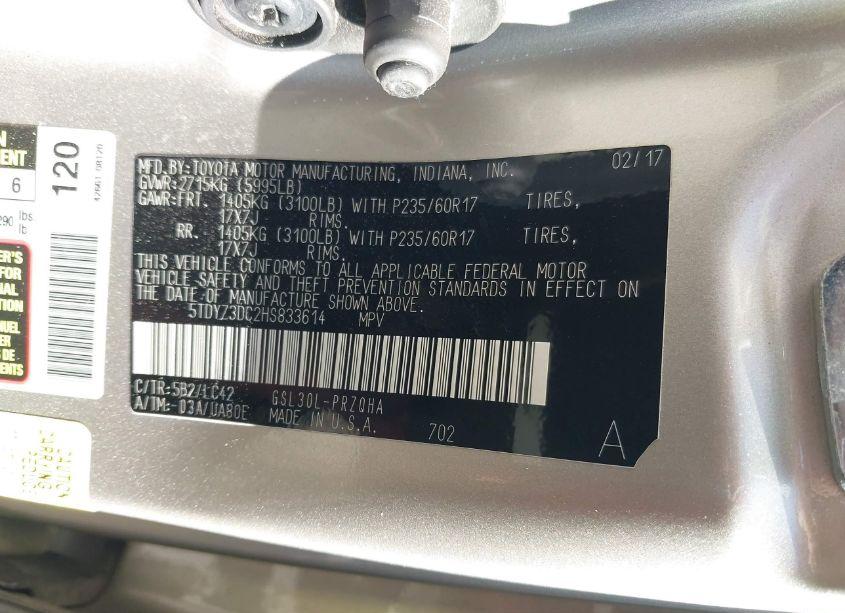 MFD.BY:TOYOTA MOTOR MANUFACTURING, INDIANA, INC. 02/17
GVWR:2715KG (5995LB)
GAWR:FRT. 1405KG (3100LB) WITH P235/60R17 TIRES,
17X7J RIMS.
RR. 1405KG (3100LB) WITH P235/60R17 TIRES,
17X7J RIMS.
THIS VEHICLE CONFORMS TO ALL APPLICABLE FEDERAL MOTOR
VEHICLE SAFETY AND THEFT PREVENTION STANDARDS IN EFFECT ON
THE DATE OF MANUFACTURE SHOWN ABOVE.
5TDYZ3DC2HS833614 MPV
C/TR:5B2/LC42 GSL30L-PRZQHA
A/TM: 03A/UA80E MADE IN U.S.A. 702 A
120
6
lbs
lb